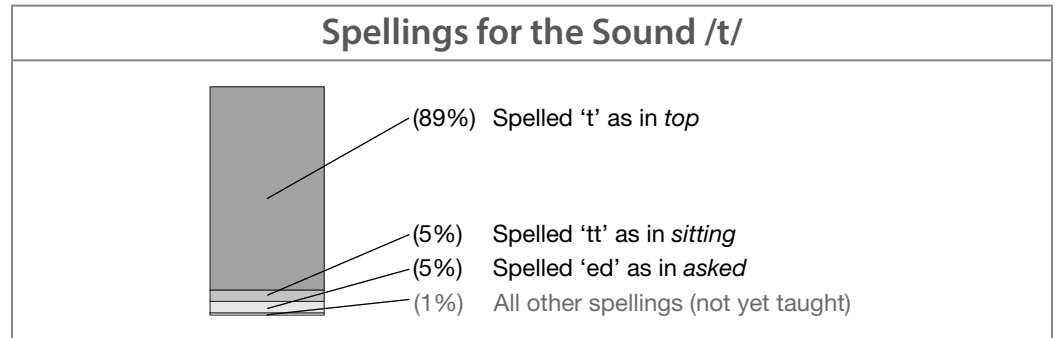 Spellings for the Sound /t/
(89%) Spelled ‘t’ as in top
(5%) Spelled ‘tt’ as in sitting
(5%) Spelled ‘ed’ as in asked
(1%) All other spellings (not yet taught)